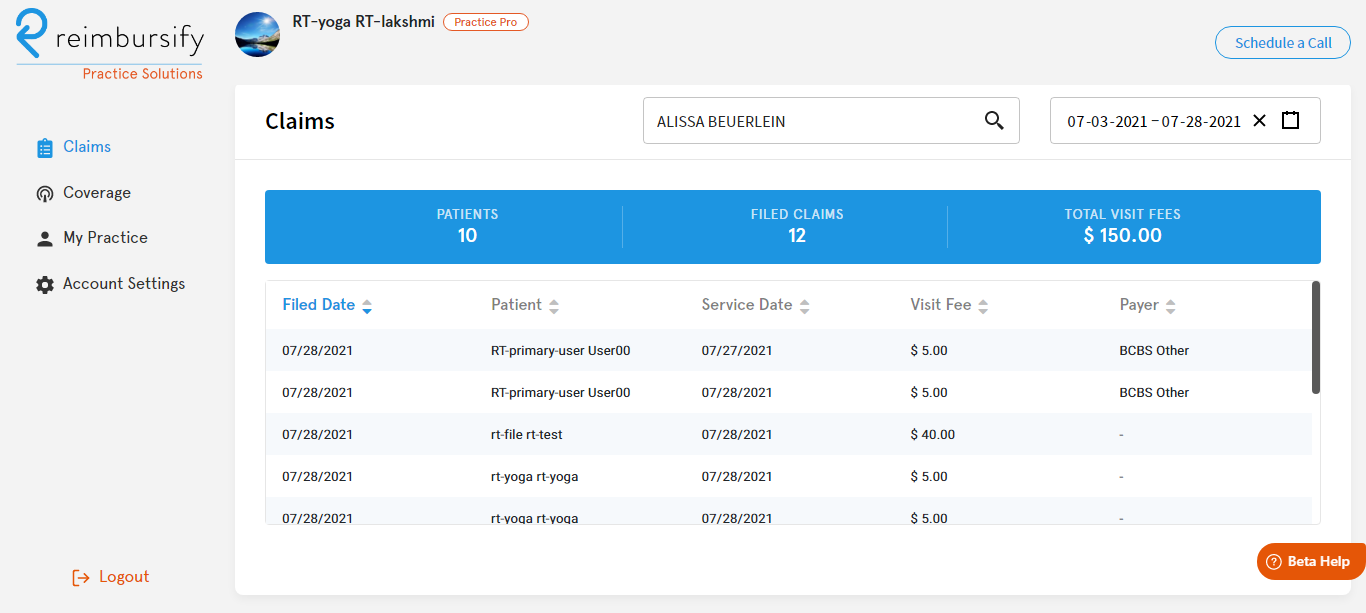 reimbursify
Practice Solutions
RT-yoga RT-lakshmi Practice Pro
Schedule a Call
Claims
Coverage
My Practice
Account Settings
Logout
Claims
ALISSA BEUERLEIN
07-03-2021 – 07-28-2021
PATIENTS FILED CLAIMS TOTAL VISIT FEES
10 12 $ 150.00
Filed Date Patient Service Date Visit Fee Payer
07/28/2021 RT-primary-user User00 07/27/2021 $ 5.00 BCBS Other
07/28/2021 RT-primary-user User00 07/28/2021 $ 5.00 BCBS Other
07/28/2021 rt-file rt-test 07/28/2021 $ 40.00 -
07/28/2021 rt-yoga rt-yoga 07/28/2021 $ 5.00 -
07/28/2021 rt-yoga rt-yoga 07/28/2021 $ 5.00 -
Beta Help